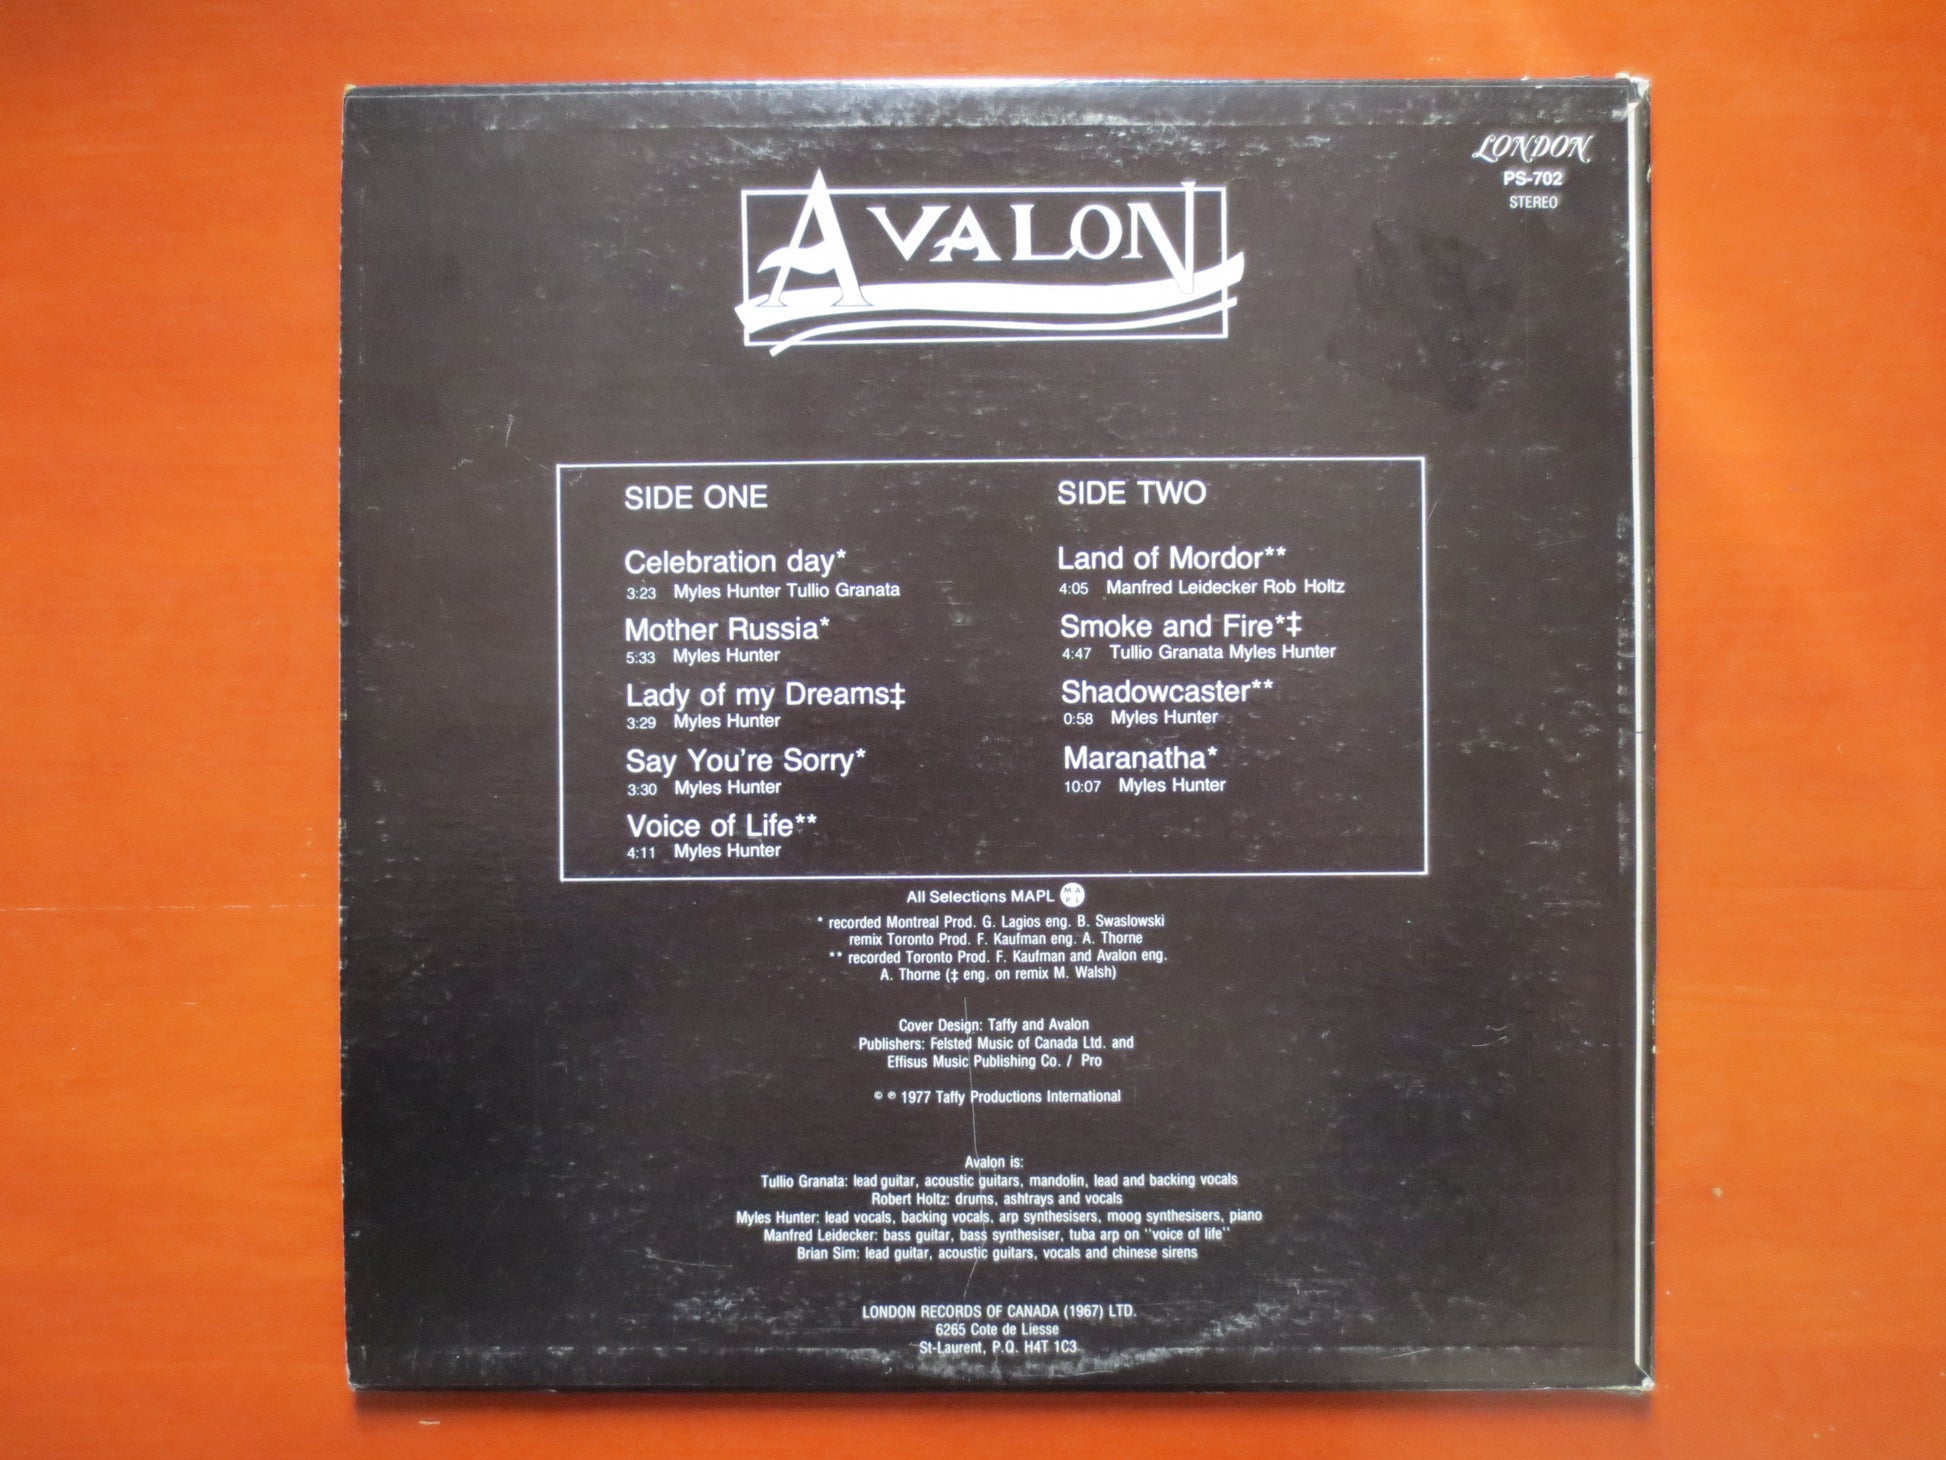 AVALON
LONDON
PS-702
STEREO
SIDE ONE
Celebration day*
3:23 Myles Hunter Tullio Granata
Mother Russia*
5:33 Myles Hunter
Lady of my Dreams‡
3:29 Myles Hunter
Say You're Sorry*
3:30 Myles Hunter
Voice of Life**
4:11 Myles Hunter
SIDE TWO
Land of Mordor**
4:05 Manfred Leidecker Rob Holtz
Smoke and Fire*‡
4:47 Tullio Granata Myles Hunter
Shadowcaster**
0:58 Myles Hunter
Maranatha*
10:07 Myles Hunter
All Selections MAPL MAPL
* recorded Montreal Prod. G. Lagios eng. B. Swaslowski
remix Toronto Prod. F. Kaufman eng. A. Thorne
** recorded Toronto Prod. F. Kaufman and Avalon eng.
A. Thorne (‡ eng. on remix M. Walsh)
Cover Design: Taffy and Avalon
Publishers: Felsted Music of Canada Ltd. and
Effisus Music Publishing Co. / Pro
© ℗ 1977 Taffy Productions International
Avalon is:
Tullio Granata: lead guitar, acoustic guitars, mandolin, lead and backing vocals
Robert Holtz: drums, ashtrays and vocals
Myles Hunter: lead vocals, backing vocals, arp synthesisers, moog synthesisers, piano
Manfred Leidecker: bass guitar, bass synthesiser, tuba arp on "voice of life"
Brian Sim: lead guitar, acoustic guitars, vocals and chinese sirens
LONDON RECORDS OF CANADA (1967) LTD.
6265 Cote de Liesse
St-Laurent, P.Q. H4T 1C3